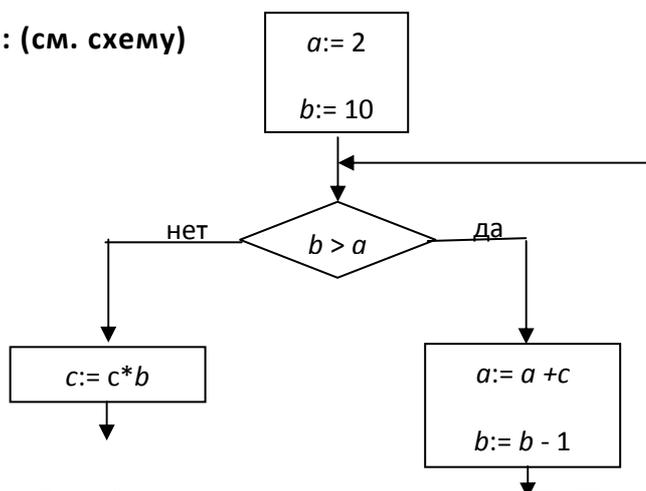 : (см. схему)
a:= 2
b:= 10
нет
b > a
да
c:= c*b
a:= a +c
b:= b - 1